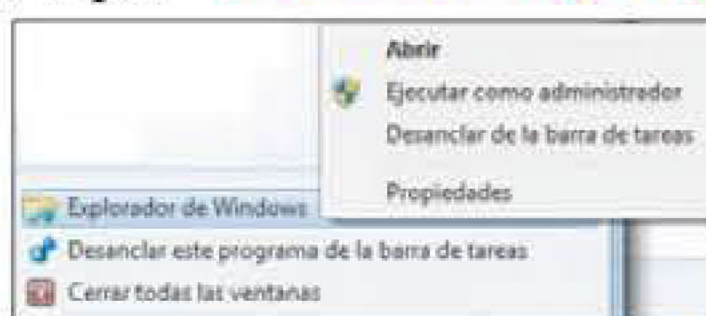 Abrir
Ejecutar como administrador
Desanclar de la barra de tareas
Propiedades
Explorador de Windows
Desanclar este programa de la barra de tareas
Cerrar todas las ventanas